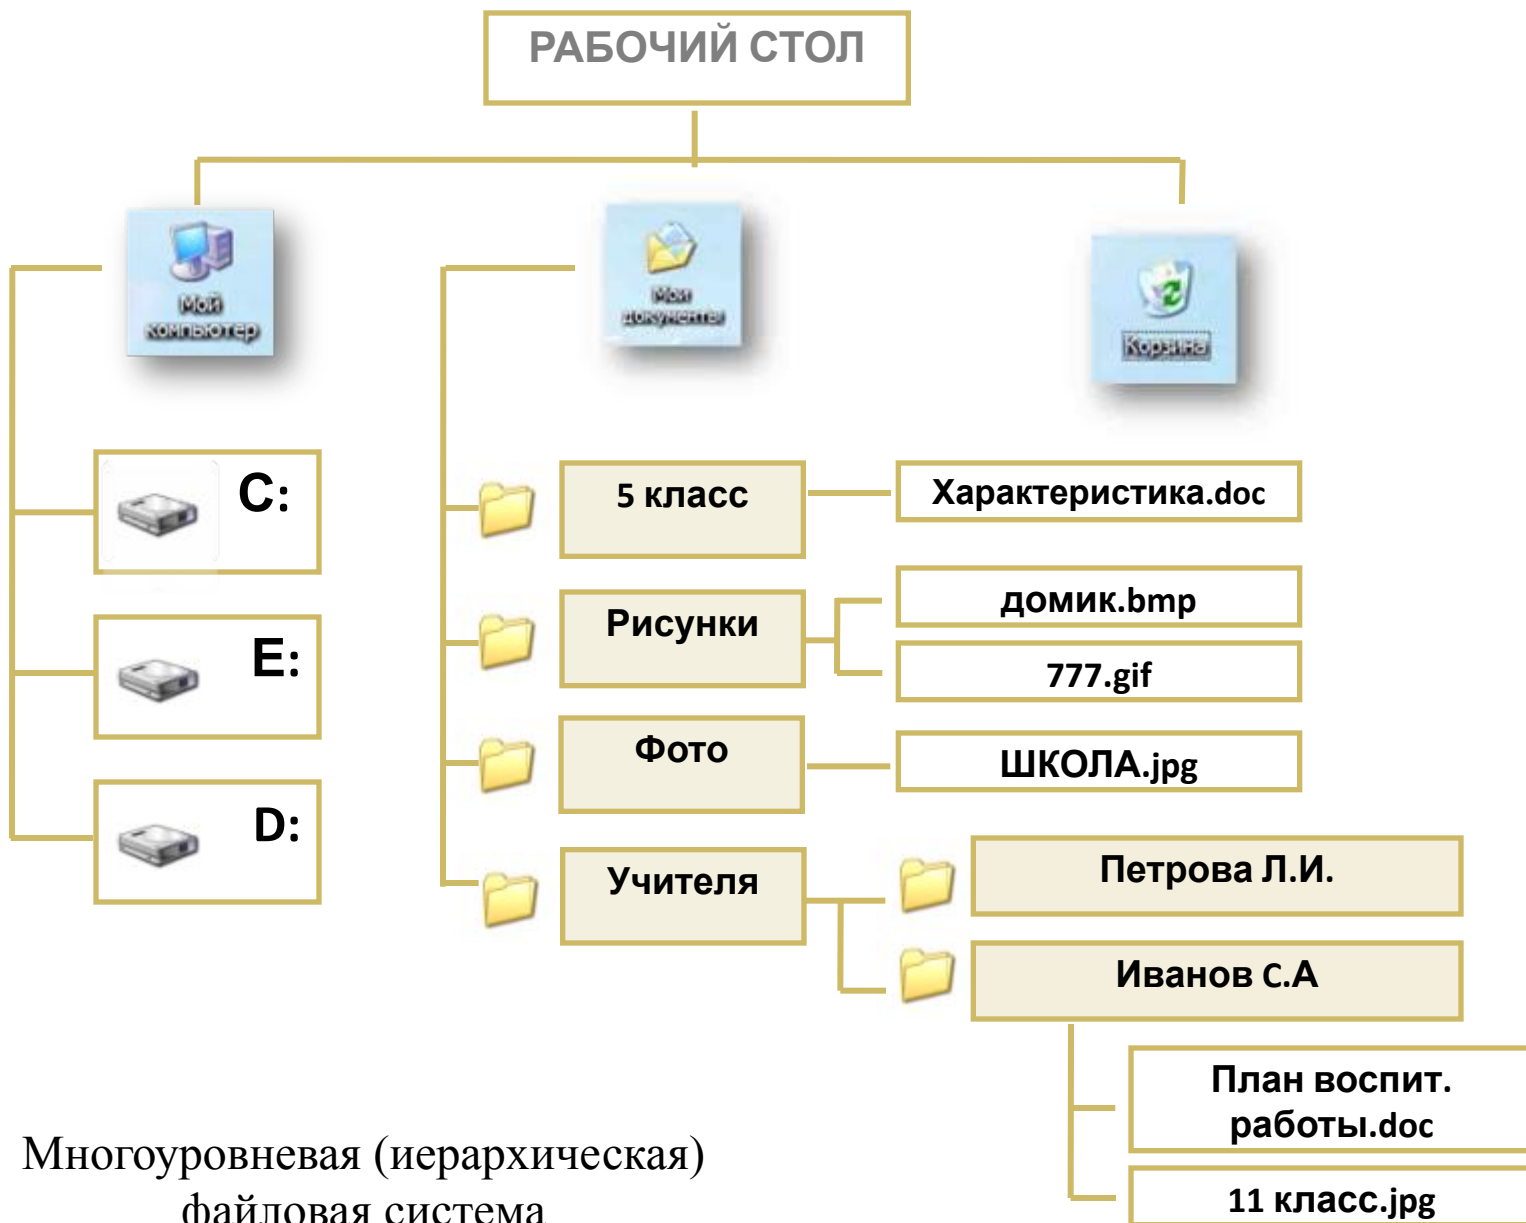 РАБОЧИЙ СТОЛ
Мой
компьютер
Мои
документы
Корзина
C:
E:
D:
5 класс
Характеристика.doc
Рисунки
домик.bmp
777.gif
Фото
ШКОЛА.jpg
Учителя
Петрова Л.И.
Иванов С.А
План воспит.
работы.doc
11 класс.jpg
Многоуровневая (иерархическая)
файловая система